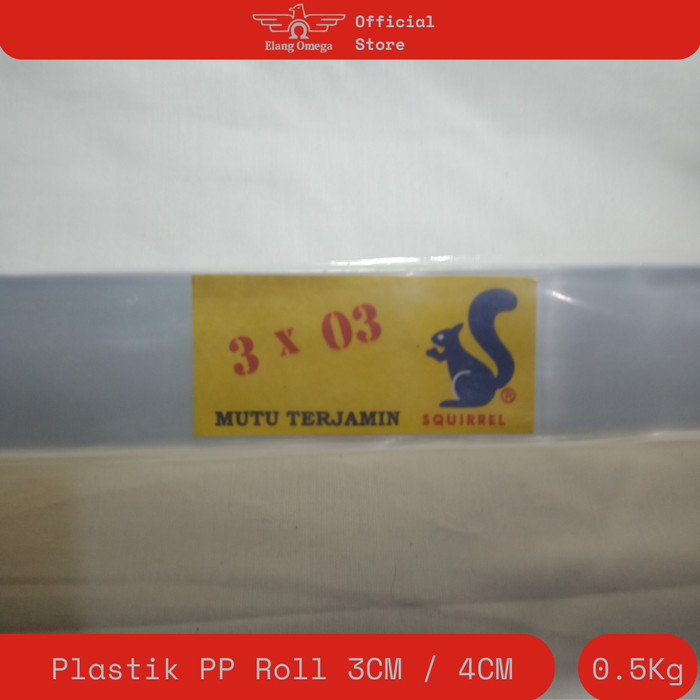 Elang Omega
Official
Store
3 x 03
MUTU TERJAMIN
SQUIRREL
®
Plastik PP Roll 3CM / 4CM
0.5Kg